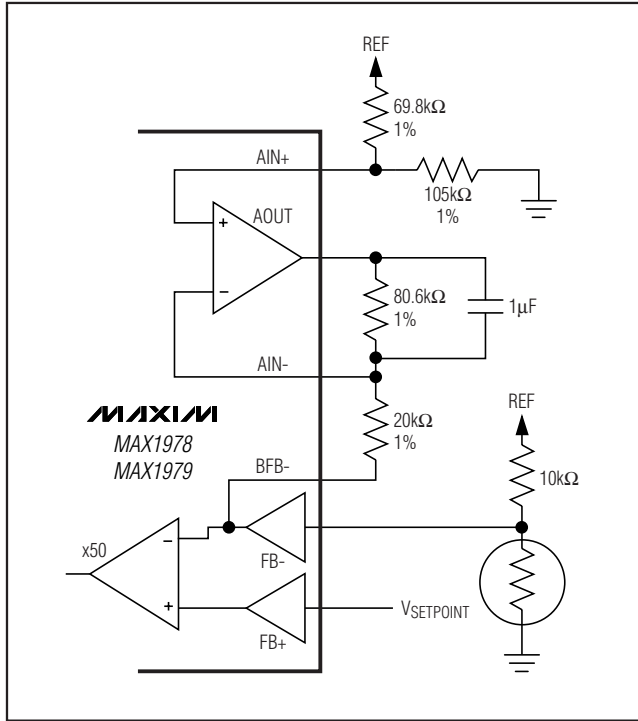 REF
69.8kΩ
1%
AIN+
105kΩ
1%
AOUT
+
−
80.6kΩ
1%
1µF
AIN-
MAXIM
MAX1978
MAX1979
20kΩ
1%
REF
BFB-
10kΩ
x50
−
FB-
+
VSETPOINT
FB+